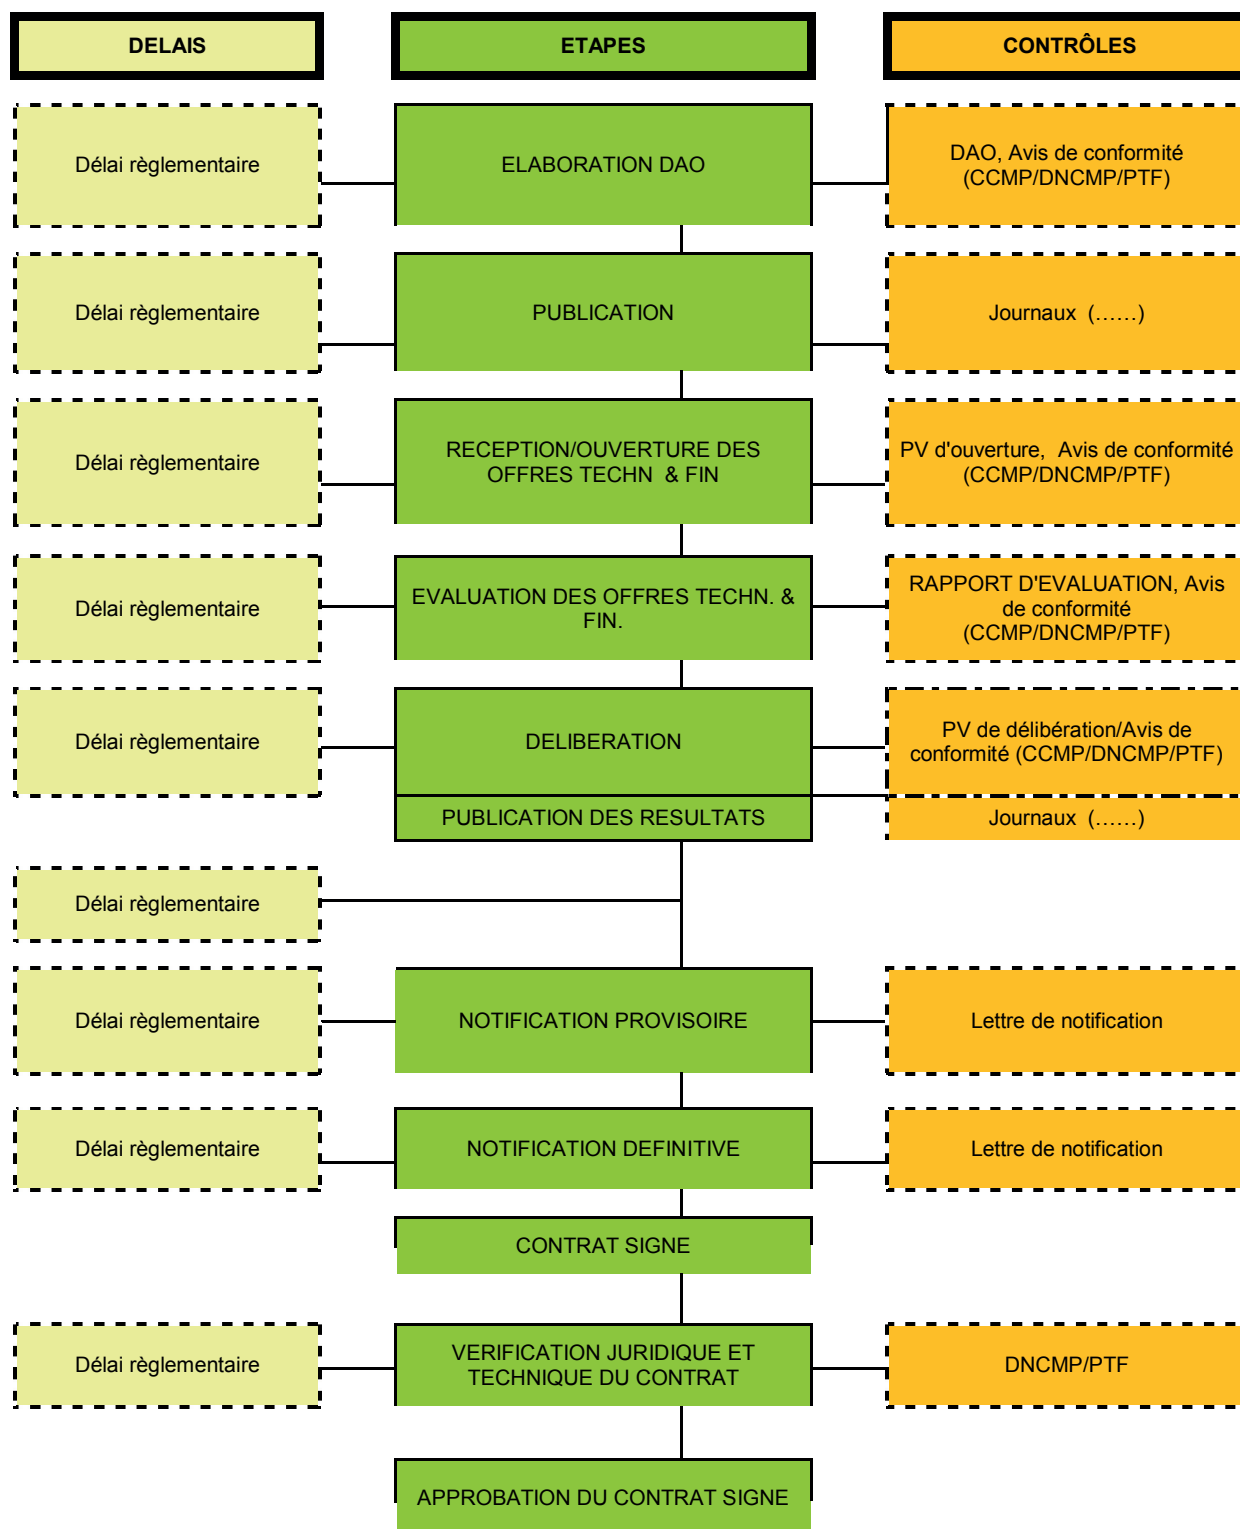 DELAIS
ETAPES
CONTRÔLES
Délai règlementaire
ELABORATION DAO
DAO, Avis de conformité
(CCMP/DNCMP/PTF)
Délai règlementaire
PUBLICATION
Journaux (……)
Délai règlementaire
RECEPTION/OUVERTURE DES
OFFRES TECHN & FIN
PV d'ouverture, Avis de conformité
(CCMP/DNCMP/PTF)
Délai règlementaire
EVALUATION DES OFFRES TECHN. &
FIN.
RAPPORT D'EVALUATION, Avis
de conformité
(CCMP/DNCMP/PTF)
Délai règlementaire
DELIBERATION
PV de délibération/Avis de
conformité (CCMP/DNCMP/PTF)
PUBLICATION DES RESULTATS
Journaux (……)
Délai règlementaire
Délai règlementaire
NOTIFICATION PROVISOIRE
Lettre de notification
Délai règlementaire
NOTIFICATION DEFINITIVE
Lettre de notification
CONTRAT SIGNE
Délai règlementaire
VERIFICATION JURIDIQUE ET
TECHNIQUE DU CONTRAT
DNCMP/PTF
APPROBATION DU CONTRAT SIGNE